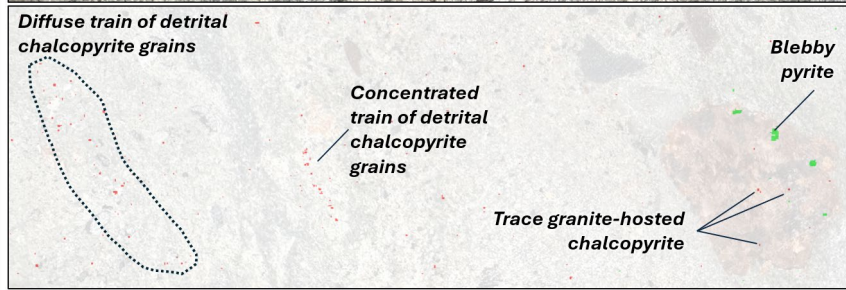 Diffuse train of detrital
chalcopyrite grains
Concentrated
train of detrital
chalcopyrite
grains
Blebby
pyrite
Trace granite-hosted
chalcopyrite